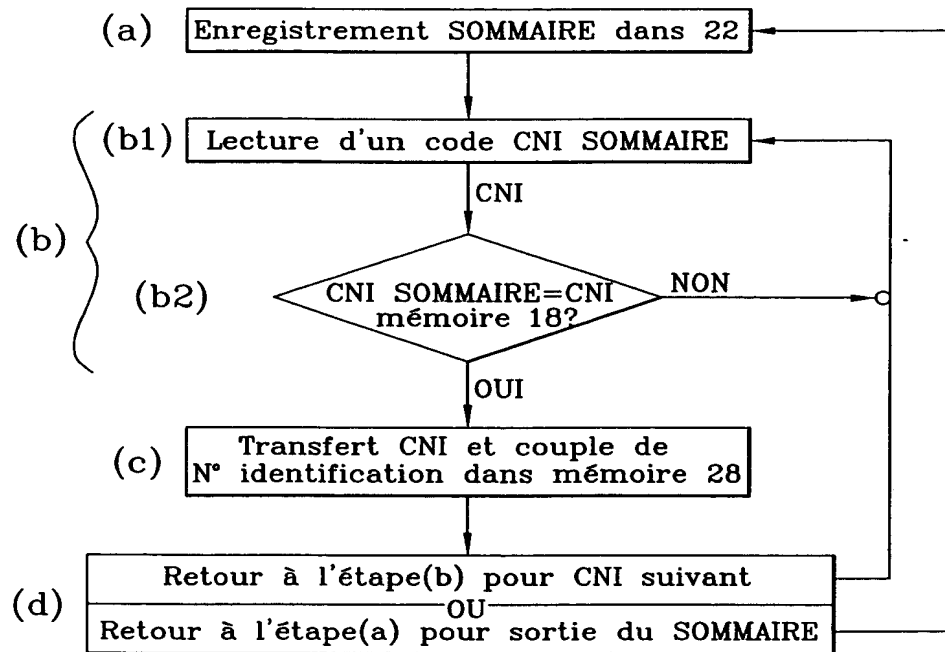 (a)
Enregistrement SOMMAIRE dans 22
(b)
(b1)
Lecture d'un code CNI SOMMAIRE
CNI
(b2)
CNI SOMMAIRE=CNI
mémoire 18?
NON
OUI
(c)
Transfert CNI et couple de
N° identification dans mémoire 28
(d)
Retour à l'étape(b) pour CNI suivant
OU
Retour à l'étape(a) pour sortie du SOMMAIRE